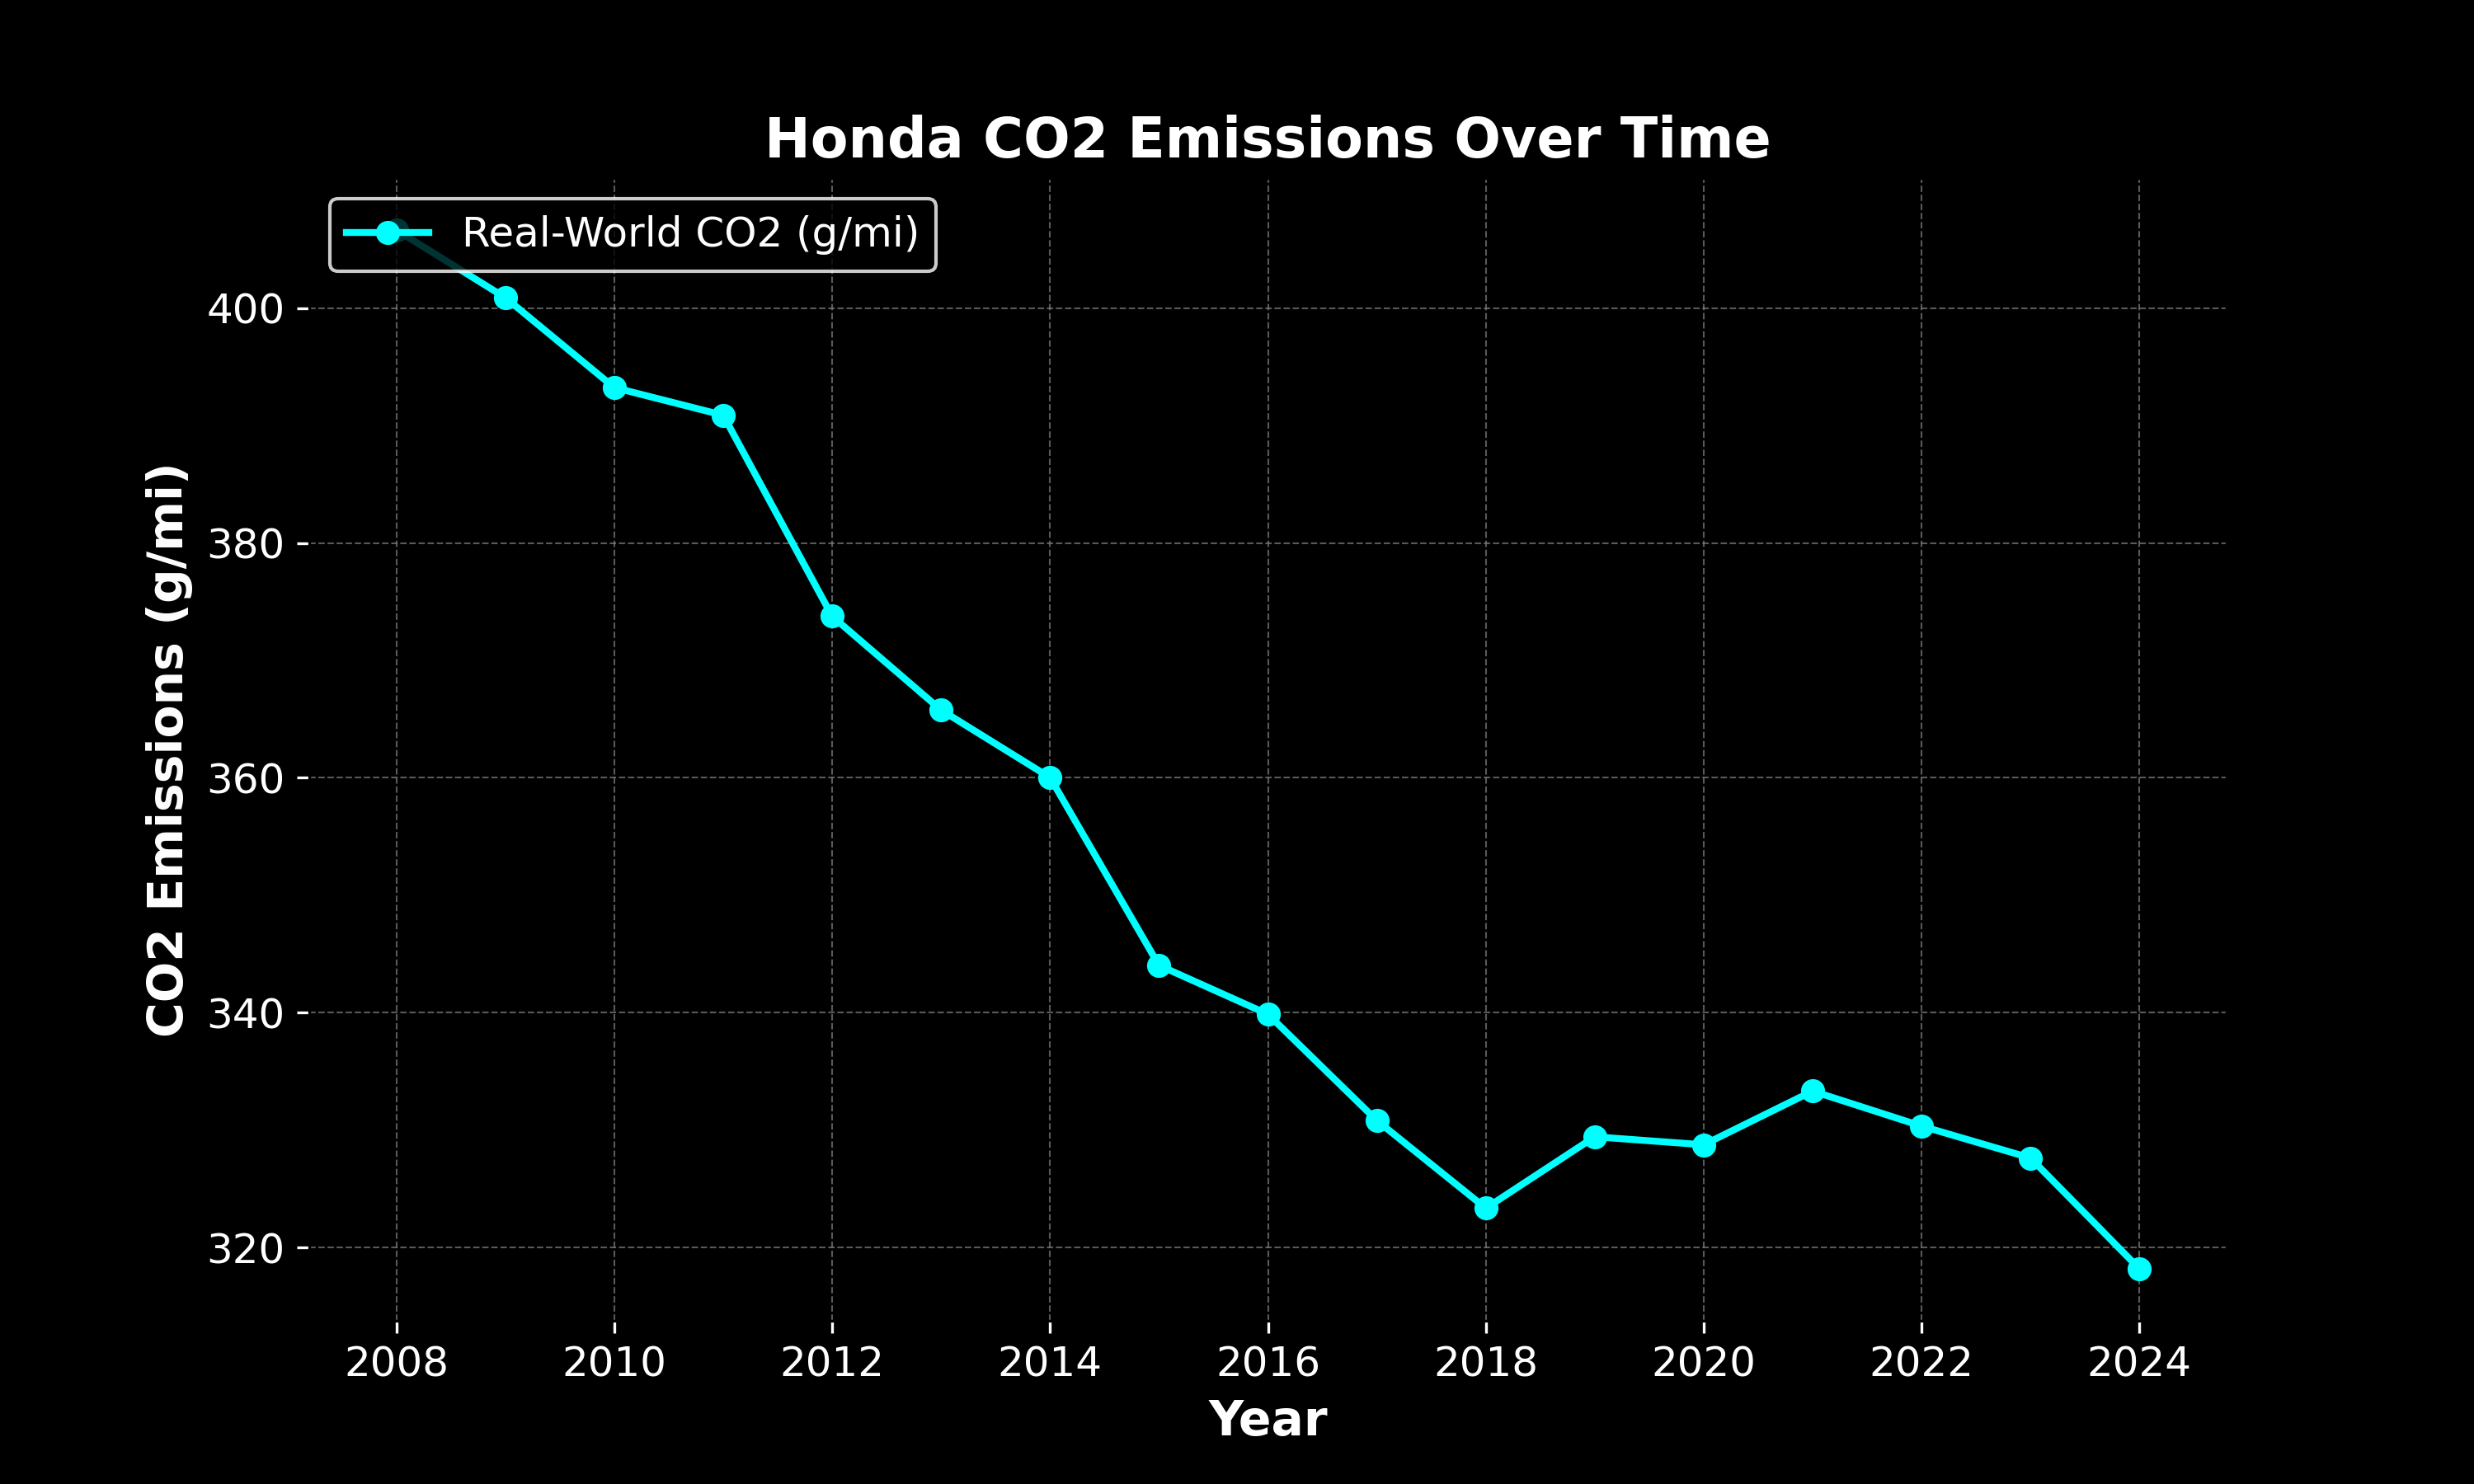 Honda CO2 Emissions Over Time
Real-World CO2 (g/mi)
CO2 Emissions (g/mi)
400
380
360
340
320
2008 2010 2012 2014 2016 2018 2020 2022 2024
Year